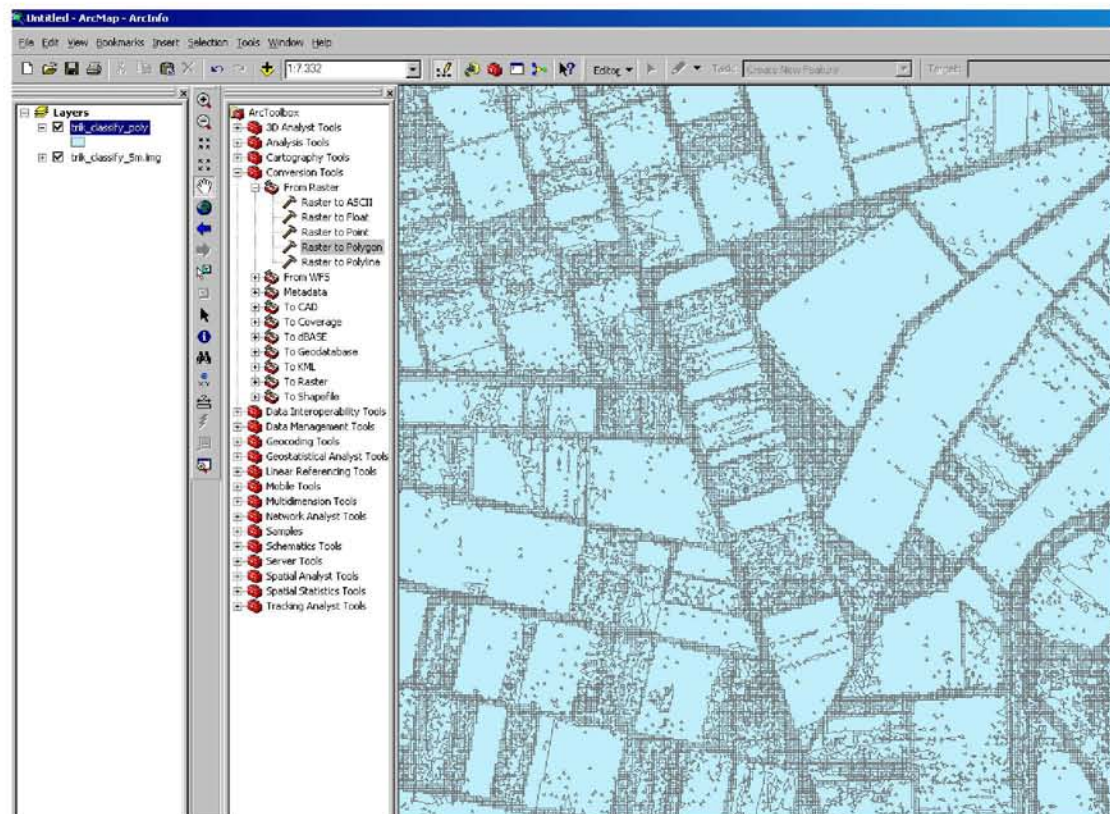 Untitled - ArcMap - ArcInfo
File Edit View Bookmarks Insert Selection Tools Window Help
1:7,332 Editor Task: Create New Feature Target:
Layers
trik_classify_poly
trik_classify_5m.img
ArcToolbox
3D Analyst Tools
Analysis Tools
Cartography Tools
Conversion Tools
From Raster
Raster to ASCII
Raster to Float
Raster to Point
Raster to Polygon
Raster to Polyline
From WFS
Metadata
To CAD
To Coverage
To dBASE
To Geodatabase
To KML
To Raster
To Shapefile
Data Interoperability Tools
Data Management Tools
Geocoding Tools
Geostatistical Analyst Tools
Linear Referencing Tools
Mobile Tools
Multidimension Tools
Network Analyst Tools
Samples
Schematics Tools
Server Tools
Spatial Analyst Tools
Spatial Statistics Tools
Tracking Analyst Tools